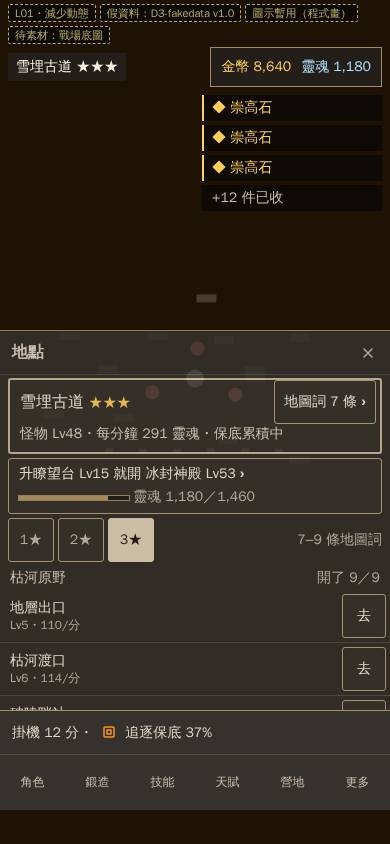 L01・減少動態 假資料：D3-fakedata v1.0 圖示暫用（程式畫）
待素材：戰場底圖
雪埋古道 ★★★
金幣 8,640 靈魂 1,180
◆ 崇高石
◆ 崇高石
◆ 崇高石
+12 件已收
地點 ×
雪埋古道 ★★★ 地圖詞 7 條 ›
怪物 Lv48・每分鐘 291 靈魂・保底累積中
升瞭望台 Lv15 就開 冰封神殿 Lv53 ›
靈魂 1,180／1,460
1★ 2★ 3★ 7–9 條地圖詞
枯河原野 開了 9／9
地層出口 去
Lv5・110/分
枯河渡口 去
Lv6・114/分
掛機 12 分・ 追逐保底 37%
角色 鍛造 技能 天賦 營地 更多